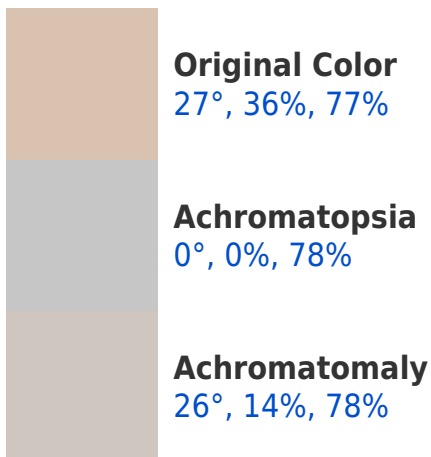 Original Color
27°, 36%, 77%
Achromatopsia
0°, 0%, 78%
Achromatomaly
26°, 14%, 78%